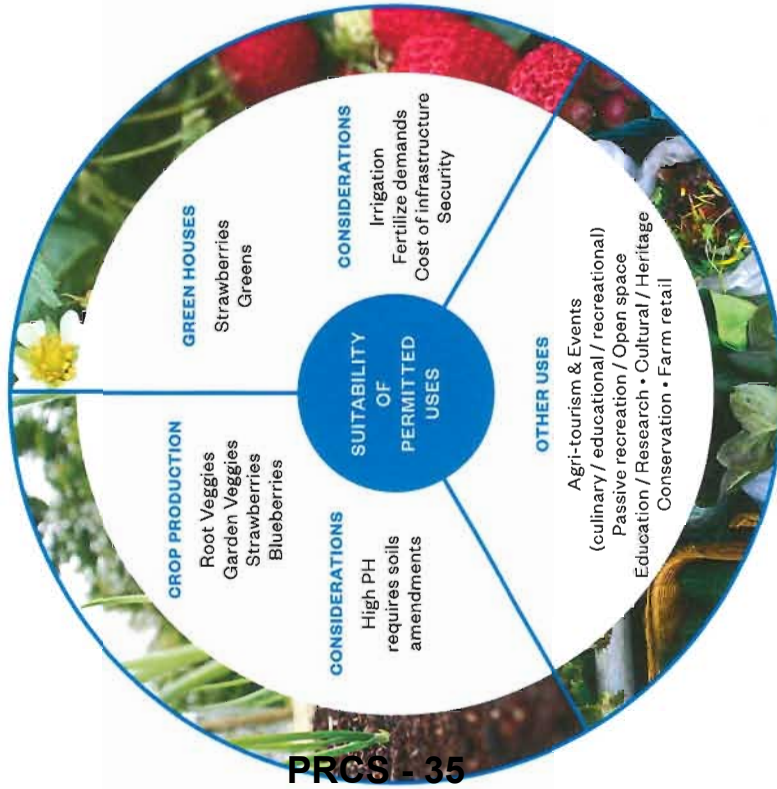 SUITABILITY
OF
PERMITTED
USES
CROP PRODUCTION
Root Veggies
Garden Veggies
Strawberries
Blueberries
CONSIDERATIONS
High PH
requires soils
amendments
GREEN HOUSES
Strawberries
Greens
CONSIDERATIONS
Irrigation
Fertilize demands
Cost of infrastructure
Security
OTHER USES
Agri-tourism & Events
(culinary / educational / recreational)
Passive recreation / Open space
Education / Research • Cultural / Heritage
Conservation • Farm retail
PRCS - 35